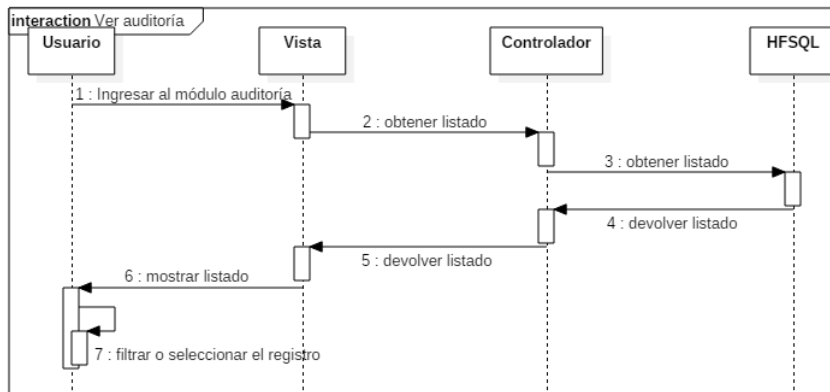 interaction Ver auditoría
Usuario
Vista
Controlador
HFSQL
1 : Ingresar al módulo auditoría
2 : obtener listado
3 : obtener listado
4 : devolver listado
5 : devolver listado
6 : mostrar listado
7 : filtrar o seleccionar el registro